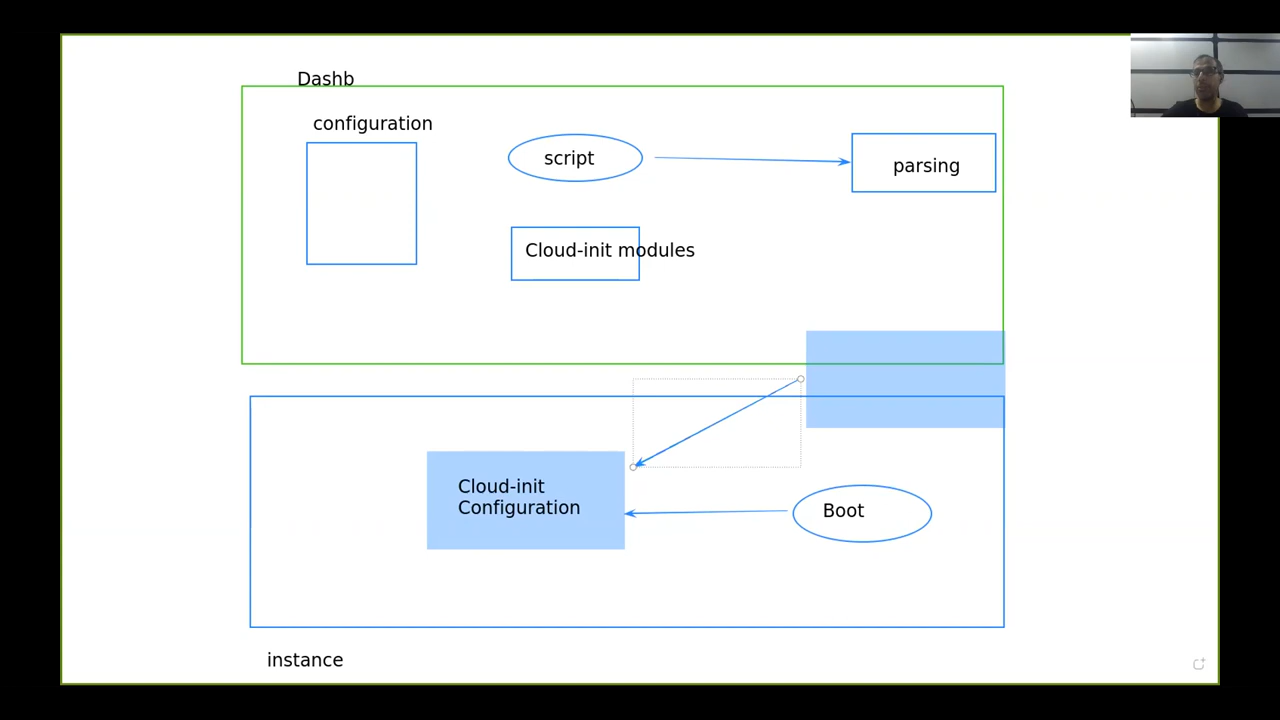 Dashb
configuration
script
parsing
Cloud-init modules
Cloud-init
Configuration
Boot
instance